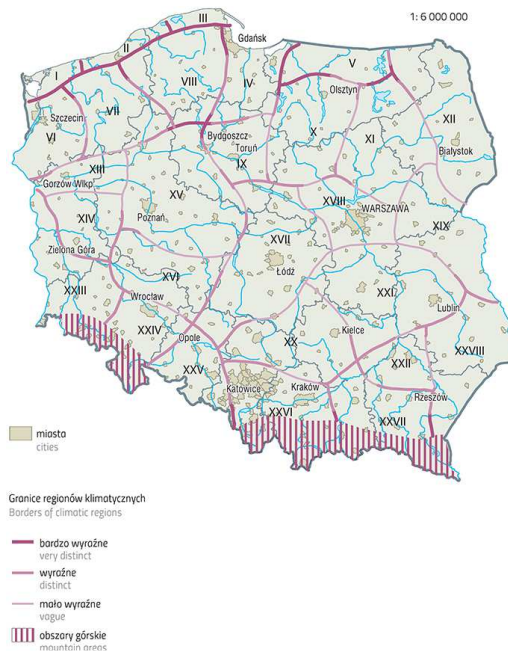 1: 6 000 000
III
II
I
Gdańsk
V
VIII
IV
Olsztyn
Szczecin
VII
XII
VI
X
XI
Bydgoszcz
Toruń
Białystok
IX
XIII
Gorzów Wlkp.
XV
XVIII
XIV
Poznań
WARSZAWA
XIX
Zielona Góra
XVII
Łódź
XVI
XXIII
XXI
Wrocław
Lublin
XXIV
Kielce
Opole
XX
XXVIII
XXV
XXII
Katowice
Kraków
Rzeszów
XXVI
XXVII
miasta
cities
Granice regionów klimatycznych
Borders of climatic regions
bardzo wyraźne
very distinct
wyraźne
distinct
mało wyraźne
vague
obszary górskie
mountain areas